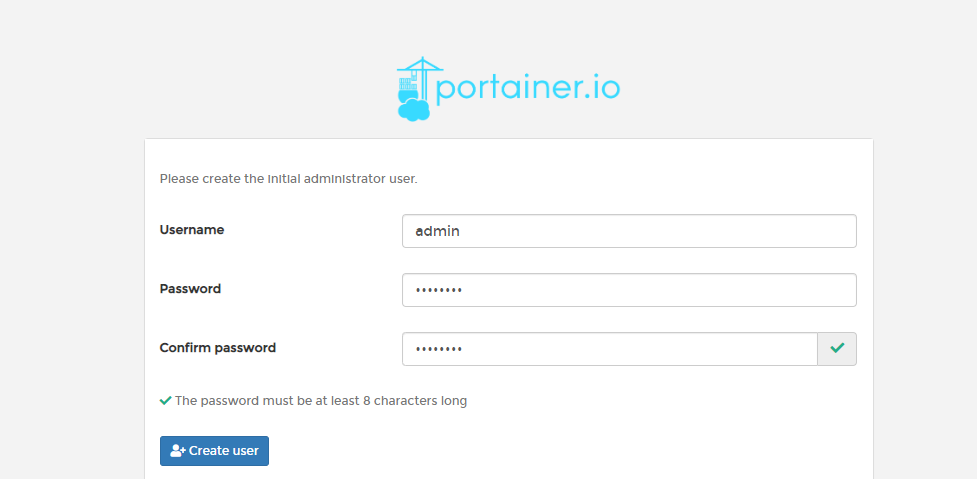 portainer.io
Please create the initial administrator user.
Username
admin
Password
••••••••
Confirm password
••••••••
The password must be at least 8 characters long
Create user